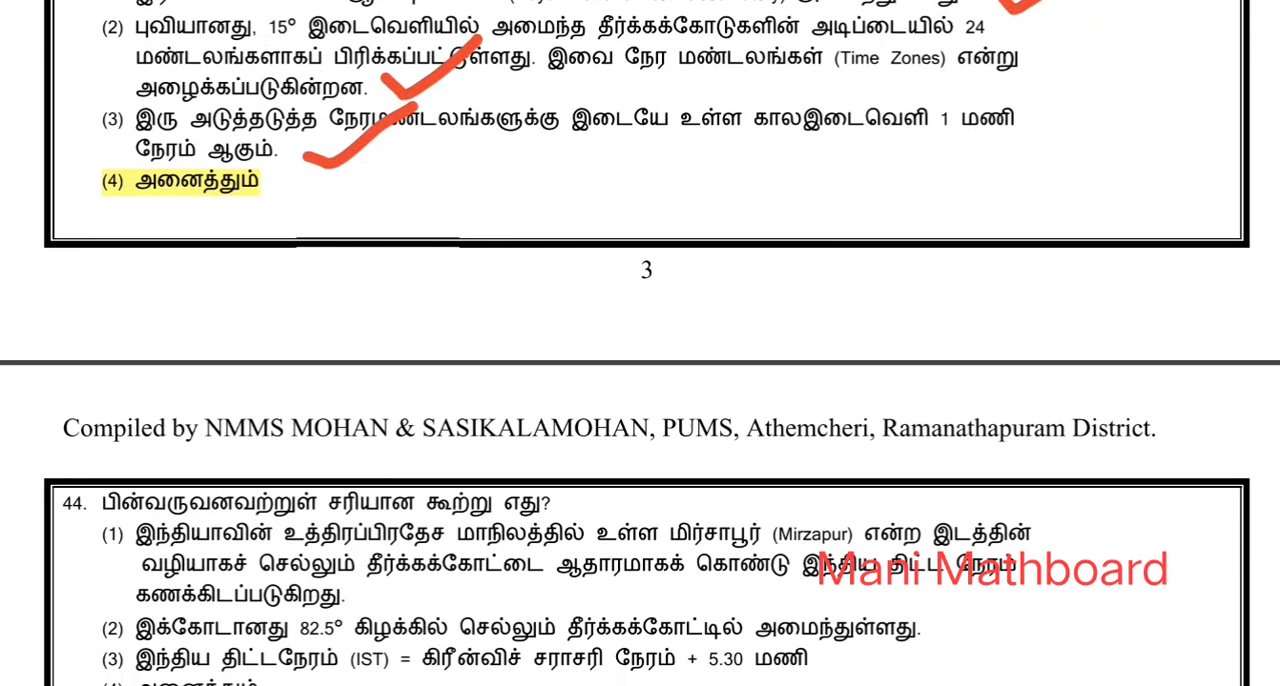 (2) புவியானது, 15° இடைவெளியில் அமைந்த தீர்க்கக்கோடுகளின் அடிப்படையில் 24
மண்டலங்களாகப் பிரிக்கப்பட்டுள்ளது. இவை நேர மண்டலங்கள் (Time Zones) என்று
அழைக்கப்படுகின்றன.
(3) இரு அடுத்தடுத்த நேரமண்டலங்களுக்கு இடையே உள்ள காலஇடைவெளி 1 மணி
நேரம் ஆகும்.
(4) அனைத்தும்
3
Compiled by NMMS MOHAN & SASIKALAMOHAN, PUMS, Athemcheri, Ramanathapuram District.
44. பின்வருவனவற்றுள் சரியான கூற்று எது?
(1) இந்தியாவின் உத்திரப்பிரதேச மாநிலத்தில் உள்ள மிர்சாபூர் (Mirzapur) என்ற இடத்தின்
வழியாகச் செல்லும் தீர்க்கக்கோட்டை ஆதாரமாகக் கொண்டு இந்திய திட்ட நேரம்
Mani Mathboard
கணக்கிடப்படுகிறது.
(2) இக்கோடானது 82.5° கிழக்கில் செல்லும் தீர்க்கக்கோட்டில் அமைந்துள்ளது.
(3) இந்திய திட்டநேரம் (IST) = கிரீன்விச் சராசரி நேரம் + 5.30 மணி